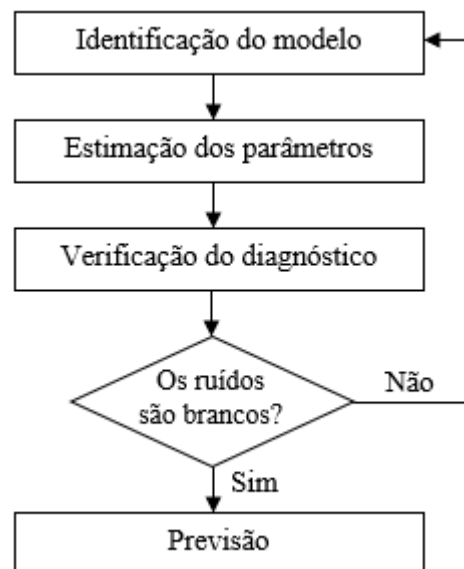 Identificação do modelo
Estimação dos parâmetros
Verificação do diagnóstico
Os ruídos
são brancos?
Não
Sim
Previsão